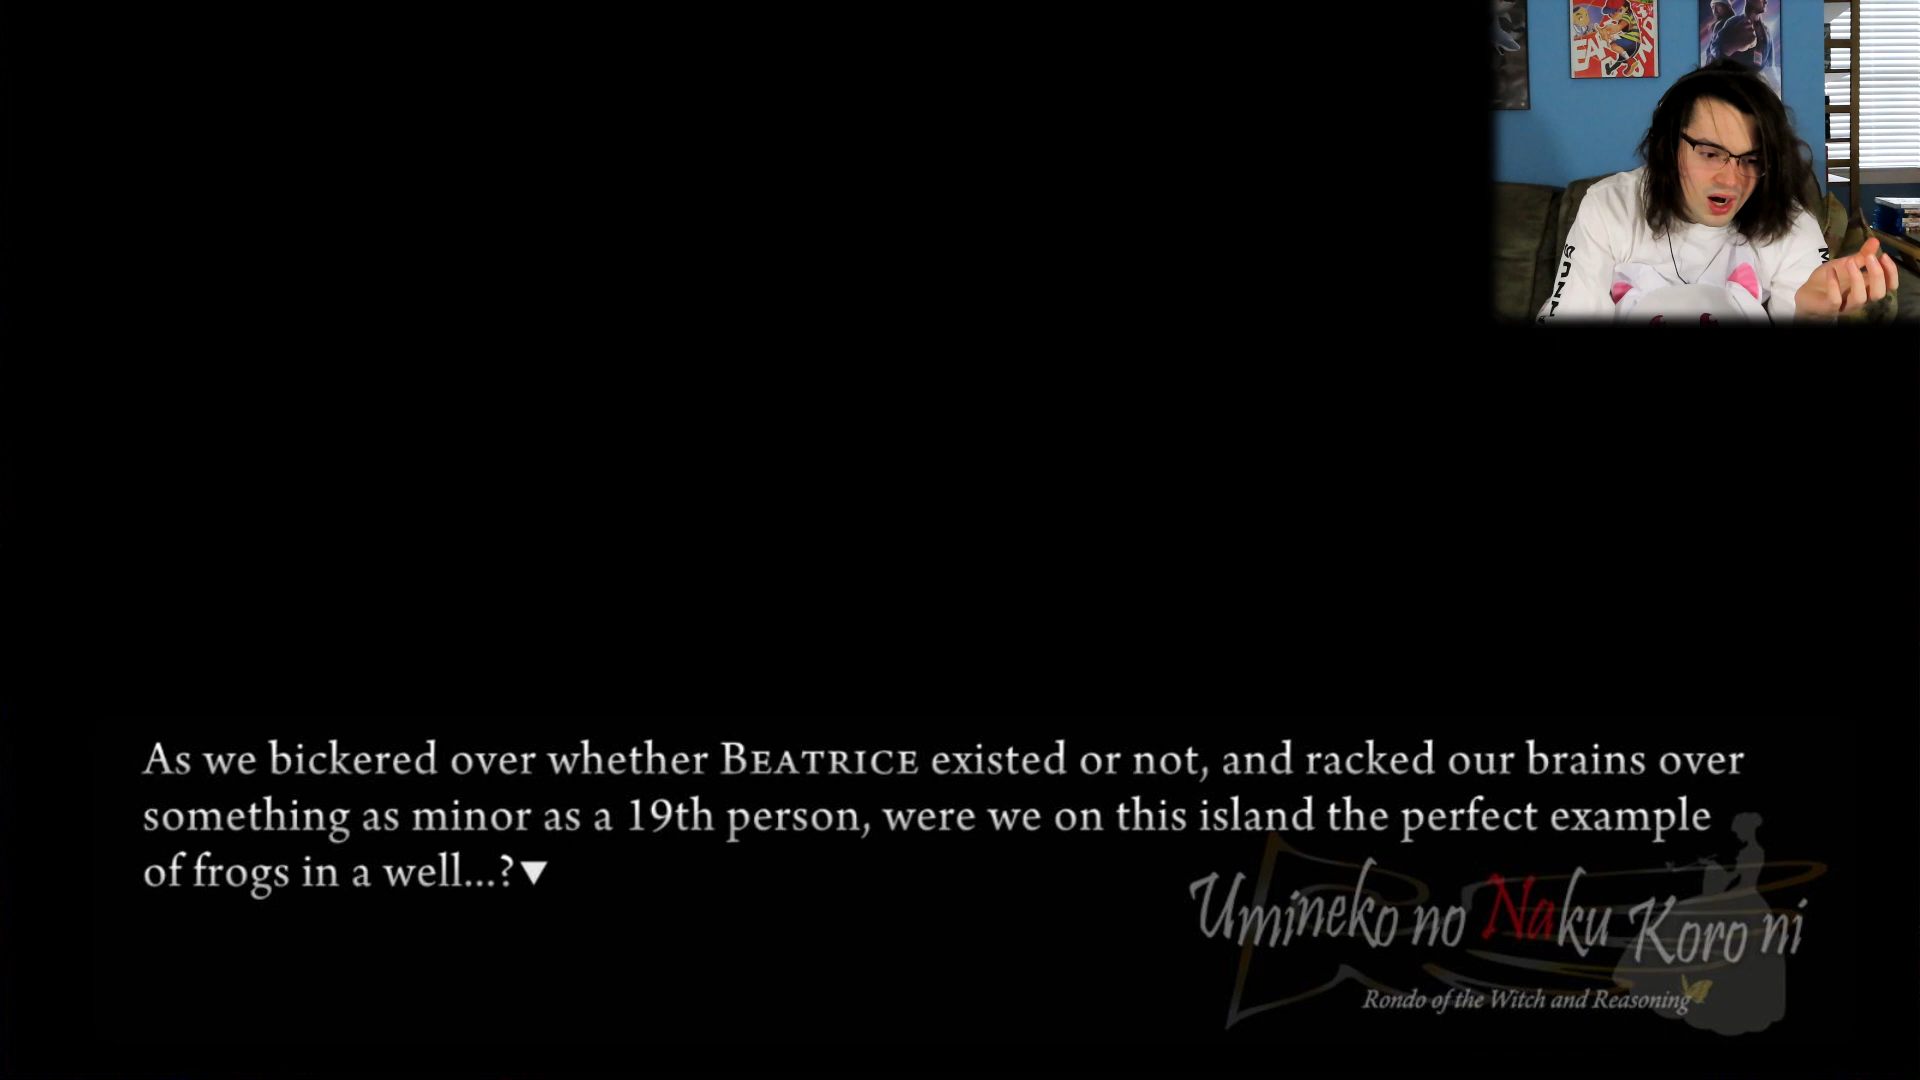 EA
As we bickered over whether BEATRICE existed or not, and racked our brains over
something as minor as a 19th person, were we on this island the perfect example
of frogs in a well...?▼
Umineko no Naku Koro ni
Rondo of the Witch and Reasoning